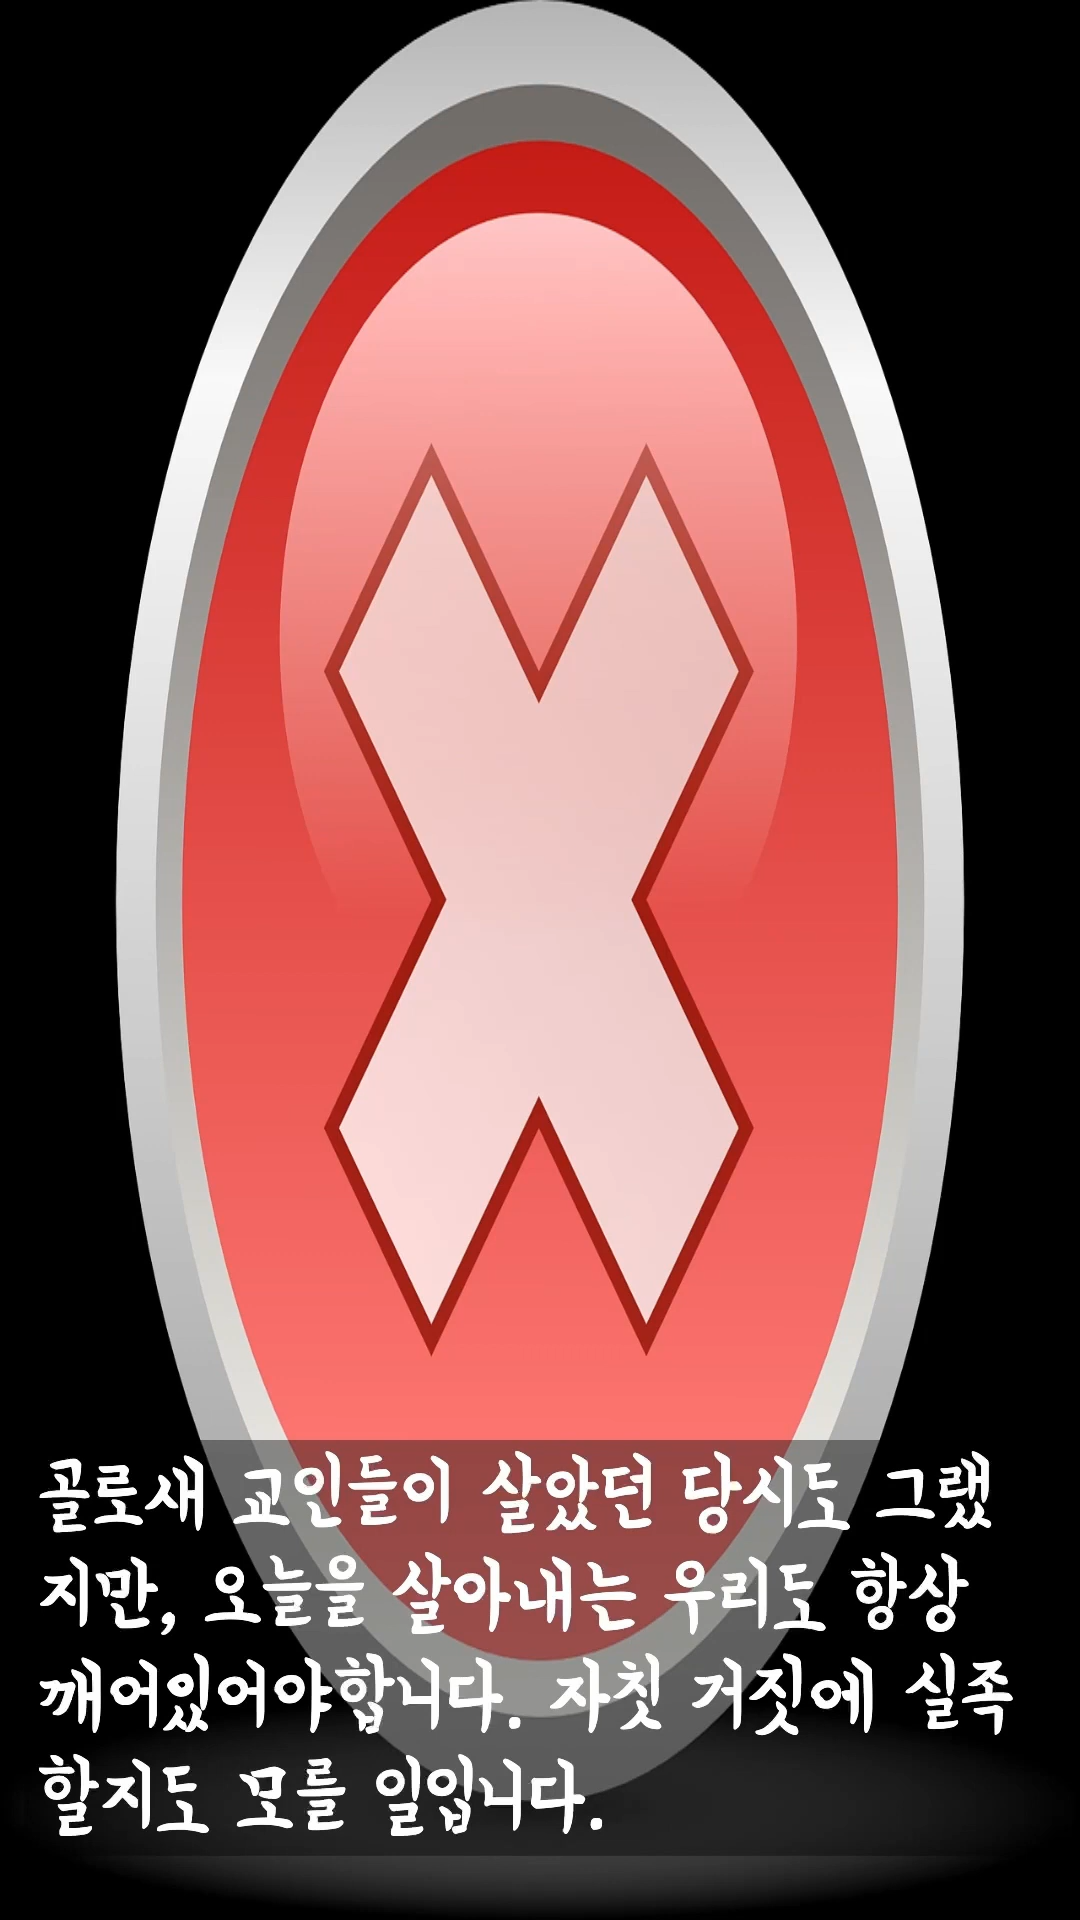 골로새 교인들이 살았던 당시도 그랬
지만, 오늘을 살아내는 우리도 항상
깨어있어야합니다. 자칫 거짓에 실족
할지도 모를 일입니다.